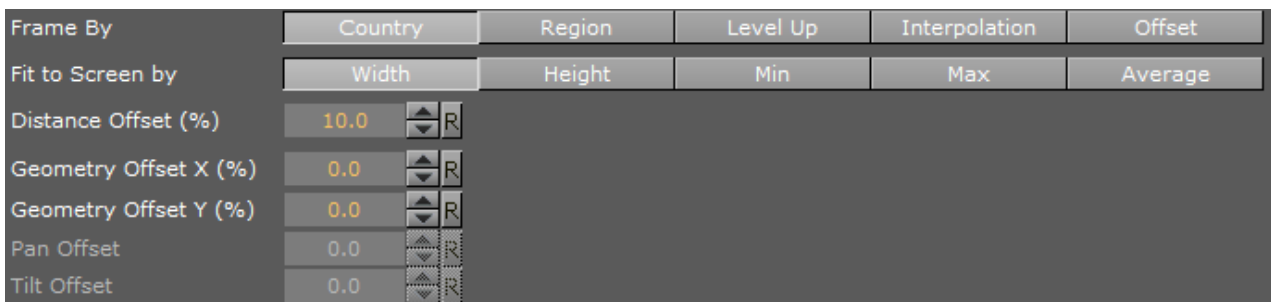 Frame By Country Region Level Up Interpolation Offset
Fit to Screen by Width Height Min Max Average
Distance Offset (%) 10.0 R
Geometry Offset X (%) 0.0 R
Geometry Offset Y (%) 0.0 R
Pan Offset 0.0 R
Tilt Offset 0.0 R